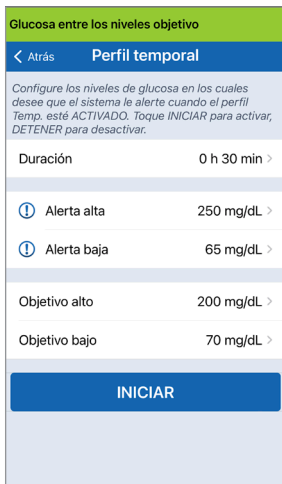 Glucosa entre los niveles objetivo
Atrás Perfil temporal
Configure los niveles de glucosa en los cuales
desee que el sistema le alerte cuando el perfil
Temp. esté ACTIVADO. Toque INICIAR para activar,
DETENER para desactivar.
Duración 0 h 30 min
Alerta alta 250 mg/dL
Alerta baja 65 mg/dL
Objetivo alto 200 mg/dL
Objetivo bajo 70 mg/dL
INICIAR